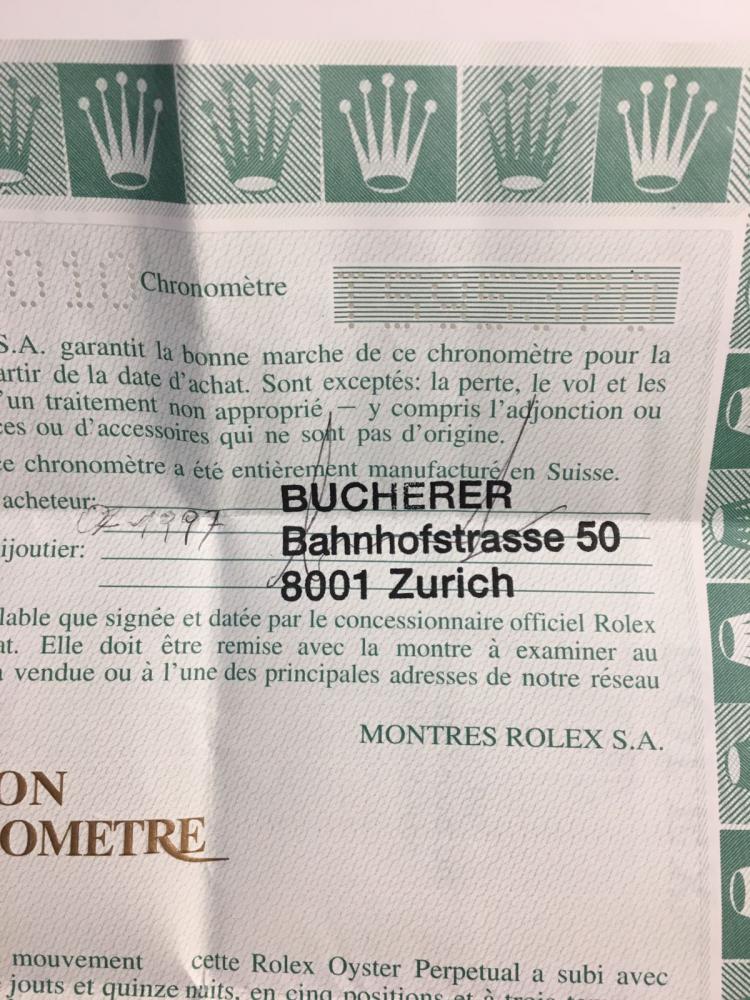 010 Chronomètre
S.A. garantit la bonne marche de ce chronomètre pour la
artir de la date d'achat. Sont exceptés: la perte, le vol et les
'un traitement non approprié, — y compris l'adjonction ou
es ou d'accessoires qui ne sont pas d'origine.
e chronomètre a été entièrement manufacturé en Suisse.
acheteur: BUCHERER
1997
ijoutier: Bahnhofstrasse 50
8001 Zurich
lable que signée et datée par le concessionnaire officiel Rolex
at. Elle doit être remise avec la montre à examiner au
vendue ou à l'une des principales adresses de notre réseau
MONTRES ROLEX S.A.
ON
OMETRE
mouvement cette Rolex Oyster Perpetual a subi avec
jouts et quinze nuits, en cinq positions et à